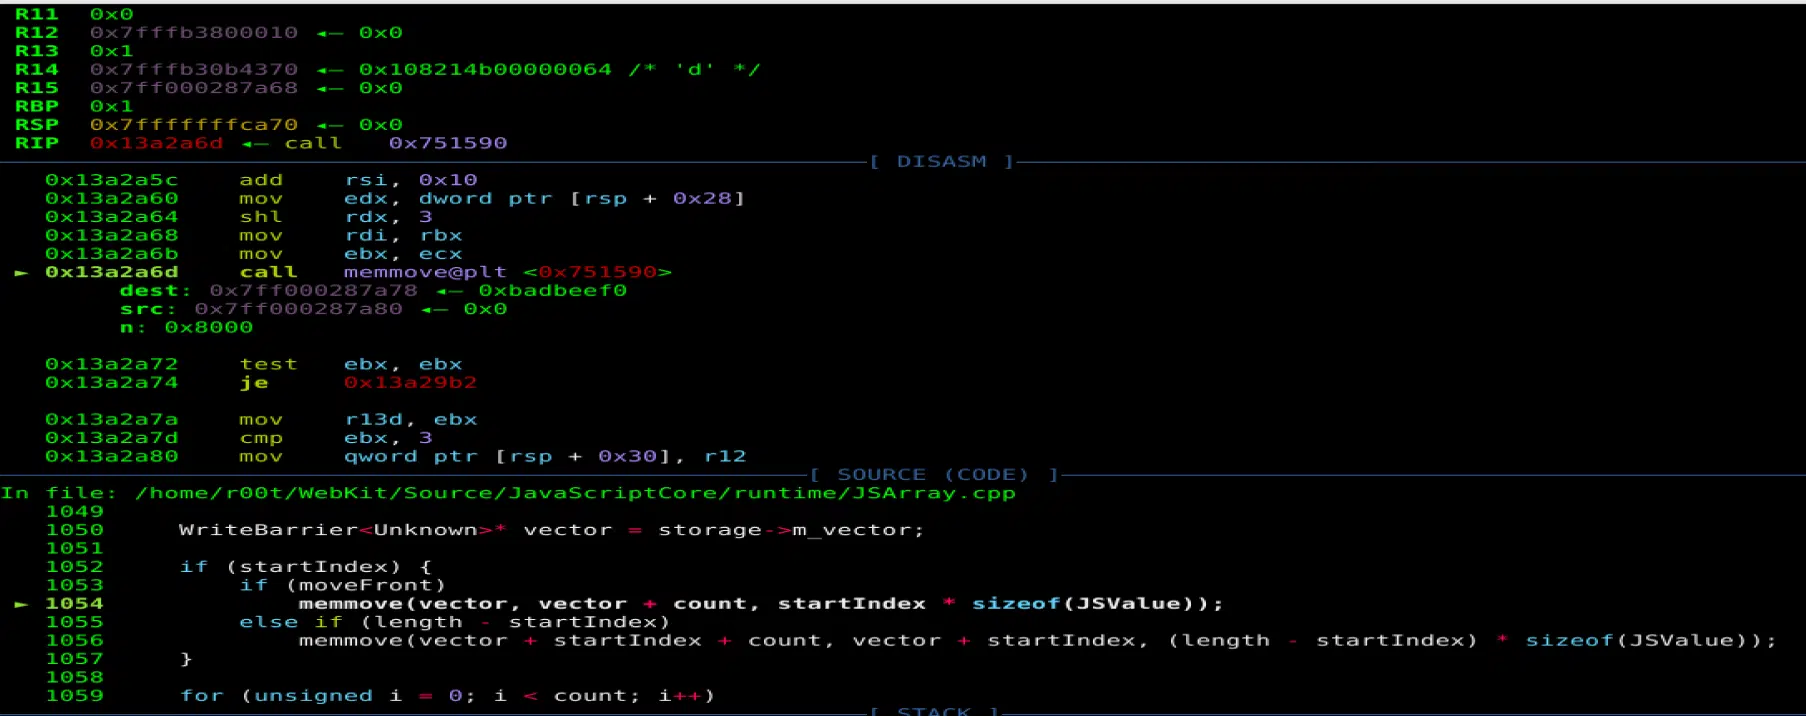 R11 0x0
R12 0x7fffb3800010 ◂— 0x0
R13 0x1
R14 0x7fffb30b4370 ◂— 0x108214b00000064 /* 'd' */
R15 0x7ff000287a68 ◂— 0x0
RBP 0x1
RSP 0x7fffffffca70 ◂— 0x0
RIP 0x13a2a6d ◂— call 0x751590
[ DISASM ]
0x13a2a5c add rsi, 0x10
0x13a2a60 mov edx, dword ptr [rsp + 0x28]
0x13a2a64 shl rdx, 3
0x13a2a68 mov rdi, rbx
0x13a2a6b mov ebx, ecx
► 0x13a2a6d call memmove@plt <0x751590>
dest: 0x7ff000287a78 ◂— 0xbadbeef0
src: 0x7ff000287a80 ◂— 0x0
n: 0x8000
0x13a2a72 test ebx, ebx
0x13a2a74 je 0x13a29b2
0x13a2a7a mov r13d, ebx
0x13a2a7d cmp ebx, 3
0x13a2a80 mov qword ptr [rsp + 0x30], r12
[ SOURCE (CODE) ]
In file: /home/r00t/WebKit/Source/JavaScriptCore/runtime/JSArray.cpp
1049
1050 WriteBarrier<Unknown>* vector = storage->m_vector;
1051
1052 if (startIndex) {
1053 if (moveFront)
► 1054 memmove(vector, vector + count, startIndex * sizeof(JSValue));
1055 else if (length - startIndex)
1056 memmove(vector + startIndex + count, vector + startIndex, (length - startIndex) * sizeof(JSValue));
1057 }
1058
1059 for (unsigned i = 0; i < count; i++)
[ STACK ]